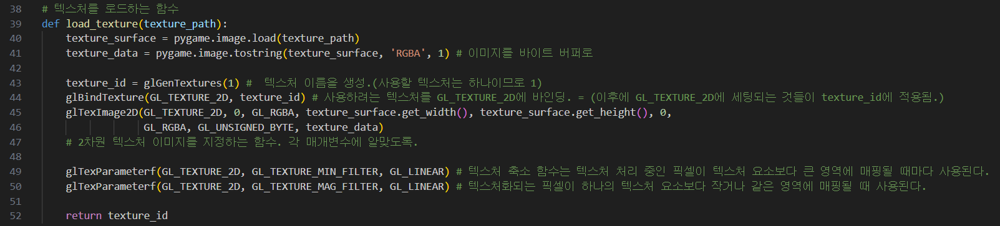 38 # 텍스처를 로드하는 함수
39 def load_texture(texture_path):
40     texture_surface = pygame.image.load(texture_path)
41     texture_data = pygame.image.tostring(texture_surface, 'RGBA', 1) # 이미지를 바이트 버퍼로
42
43     texture_id = glGenTextures(1) #  텍스처 이름을 생성.(사용할 텍스처는 하나이므로 1)
44     glBindTexture(GL_TEXTURE_2D, texture_id) # 사용하려는 텍스처를 GL_TEXTURE_2D에 바인딩. = (이후에 GL_TEXTURE_2D에 세팅되는 것들이 texture_id에 적용됨.)
45     glTexImage2D(GL_TEXTURE_2D, 0, GL_RGBA, texture_surface.get_width(), texture_surface.get_height(), 0,
46                  GL_RGBA, GL_UNSIGNED_BYTE, texture_data)
47     # 2차원 텍스처 이미지를 지정하는 함수. 각 매개변수에 알맞도록.
48
49     glTexParameterf(GL_TEXTURE_2D, GL_TEXTURE_MIN_FILTER, GL_LINEAR) # 텍스처 축소 함수는 텍스처 처리 중인 픽셀이 텍스처 요소보다 큰 영역에 매핑될 때마다 사용된다.
50     glTexParameterf(GL_TEXTURE_2D, GL_TEXTURE_MAG_FILTER, GL_LINEAR) # 텍스처화되는 픽셀이 하나의 텍스처 요소보다 작거나 같은 영역에 매핑될 때 사용된다.
51
52     return texture_id